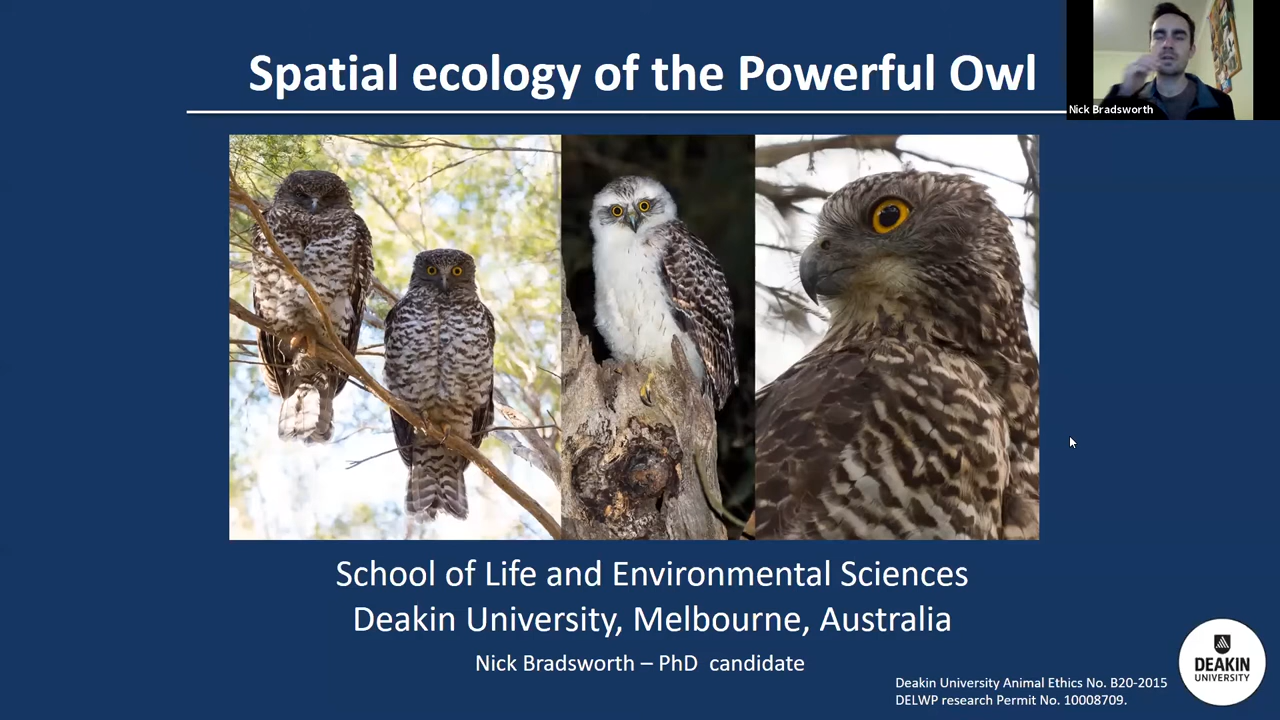 Spatial ecology of the Powerful Owl
Nick Bradsworth
School of Life and Environmental Sciences
Deakin University, Melbourne, Australia
Nick Bradsworth – PhD candidate
Deakin University Animal Ethics No. B20-2015
DELWP research Permit No. 10008709.
DEAKIN
UNIVERSITY